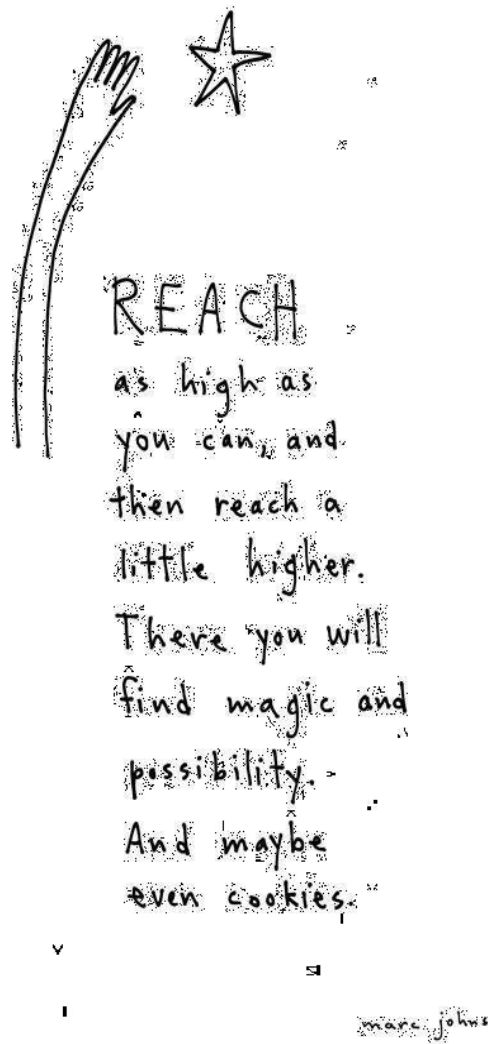 REACH
as high as
you can, and
then reach a
little higher.
There you will
find magic and
possibility.
And maybe
even cookies.
marc johns